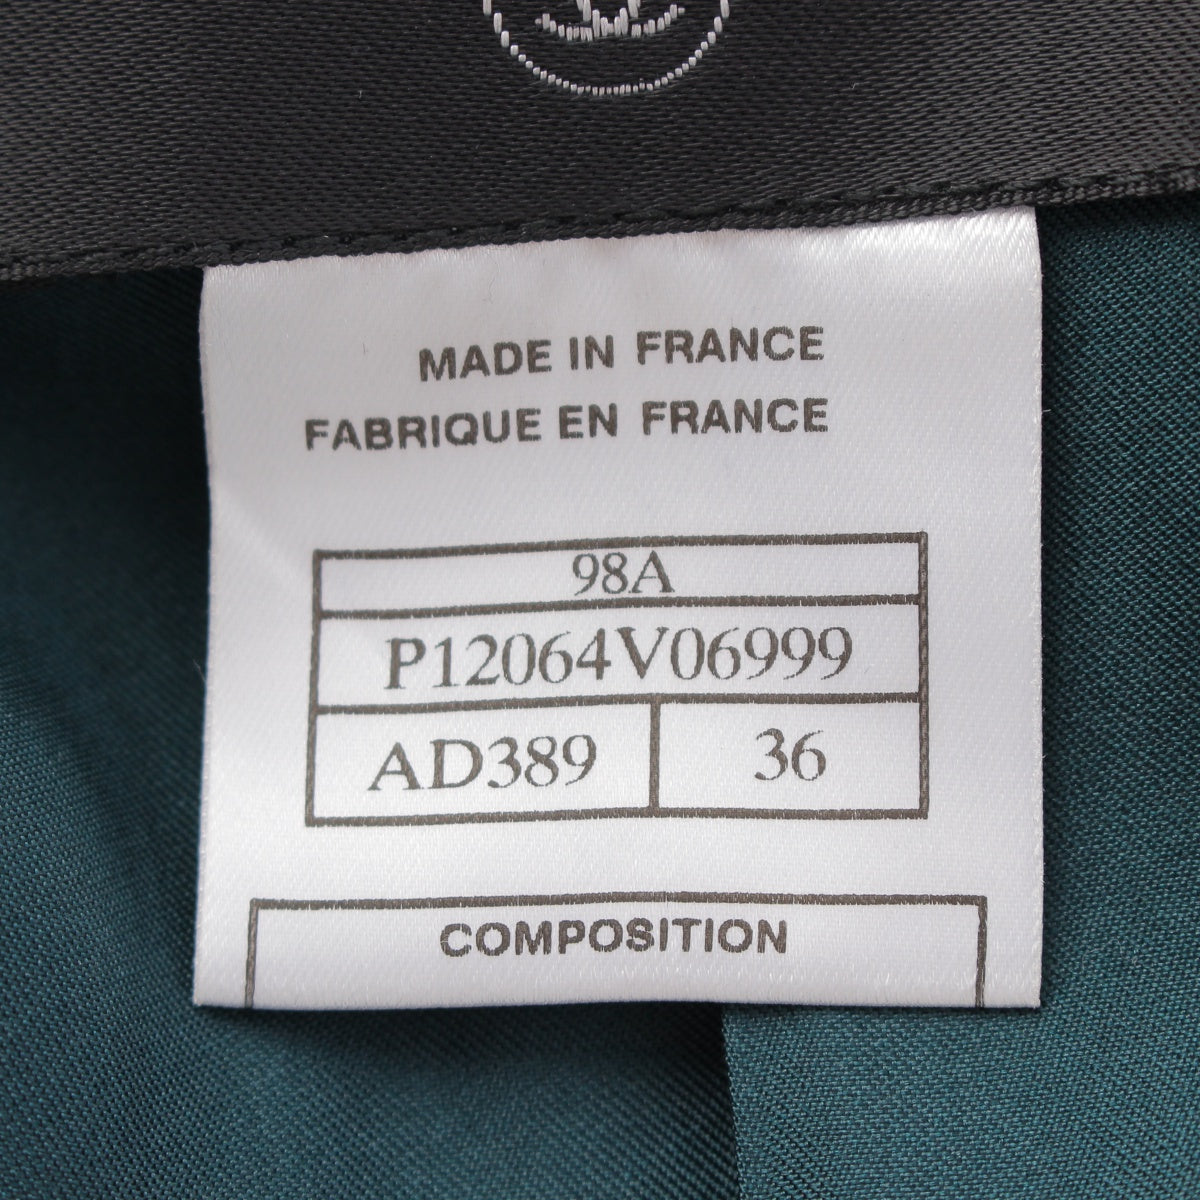 MADE IN FRANCE
FABRIQUE EN FRANCE
98A
P12064V06999
AD389 36
COMPOSITION